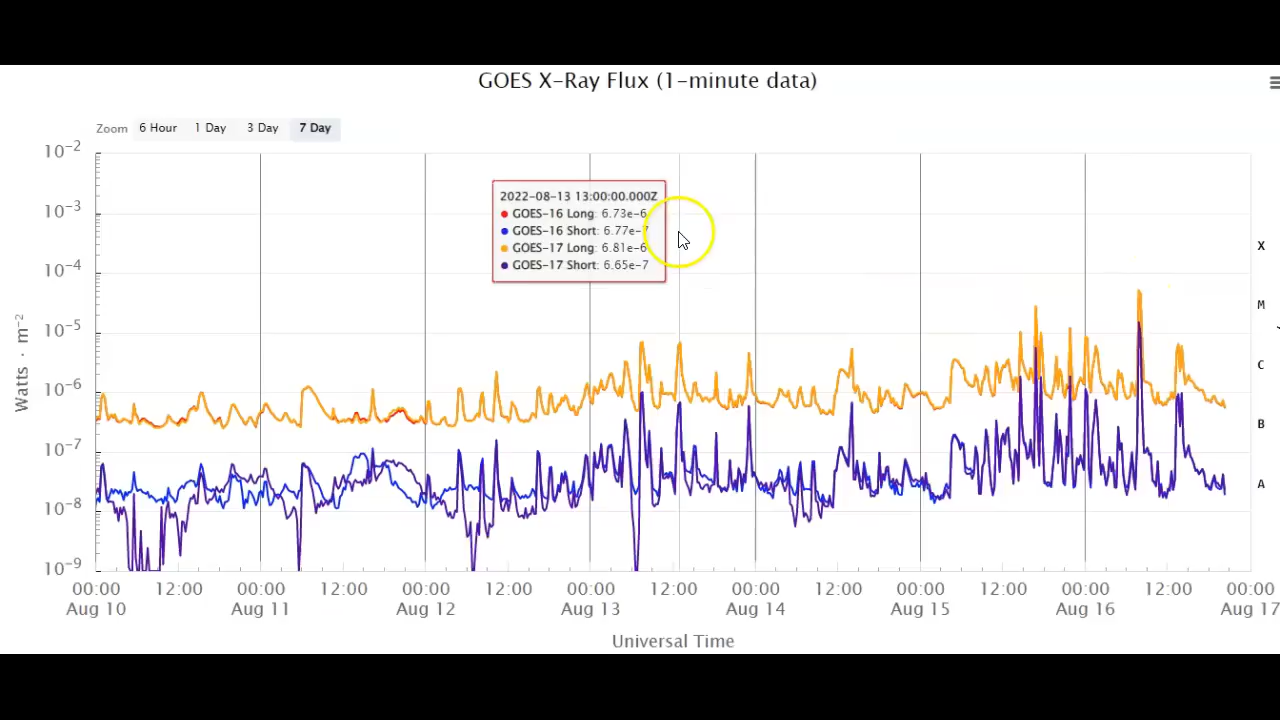 GOES X-Ray Flux (1-minute data)
Zoom 6 Hour 1 Day 3 Day 7 Day
10-2
10-3
10-4
10-5
10-6
10-7
10-8
10-9
Watts · m-2
2022-08-13 13:00:00.000Z
GOES-16 Long: 6.73e-6
GOES-16 Short: 6.77e-7
GOES-17 Long: 6.81e-6
GOES-17 Short: 6.65e-7
X
M
C
B
A
00:00 12:00 00:00 12:00 00:00 12:00 00:00 12:00 00:00 12:00 00:00 12:00 00:00 12:00 00:00
Aug 10 Aug 11 Aug 12 Aug 13 Aug 14 Aug 15 Aug 16 Aug 17
Universal Time